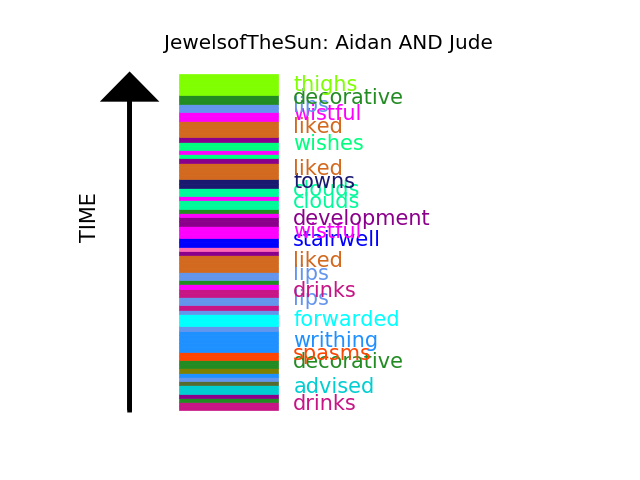 JewelsofTheSun: Aidan AND Jude
thighs
decorative
lips
wistful
liked
wishes
liked
towns
clouds
clouds
development
wistful
stairwell
liked
lips
drinks
lips
forwarded
writhing
spasms
decorative
advised
drinks
TIME